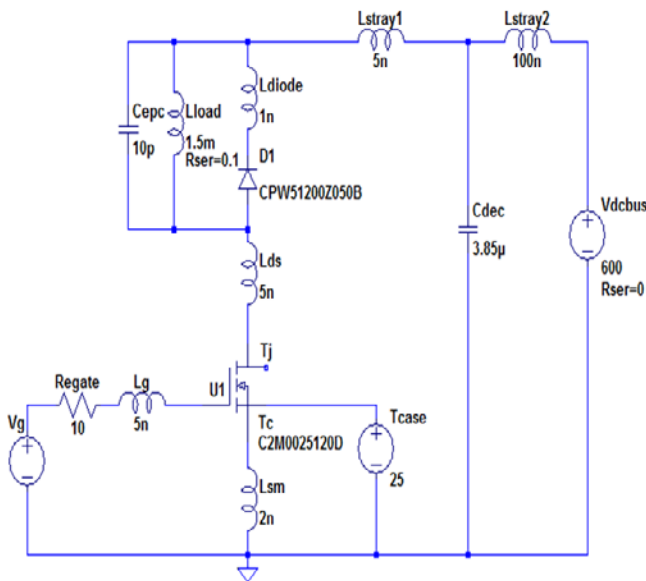 Lstray1
5n
Lstray2
100n
Ldiode
1n
Cepc
10p
Lload
1.5m
Rser=0.1
D1
CPW51200Z050B
Cdec
3.85µ
Vdcbus
600
Rser=0
Lds
5n
Tj
U1
Tc
C2M0025120D
Regate
10
Lg
5n
Vg
Tcase
25
Lsm
2n